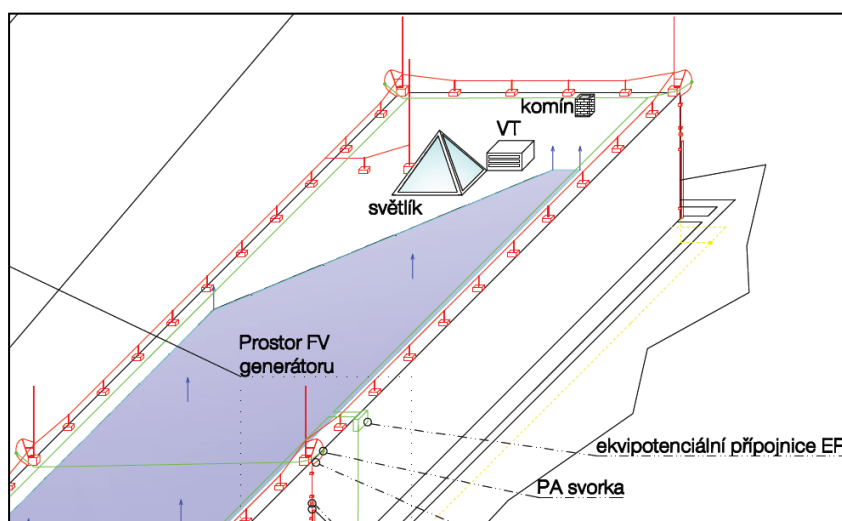 komín
VT
světlík
Prostor FV
generátoru
ekvipotenciální přípojnice EP
PA svorka